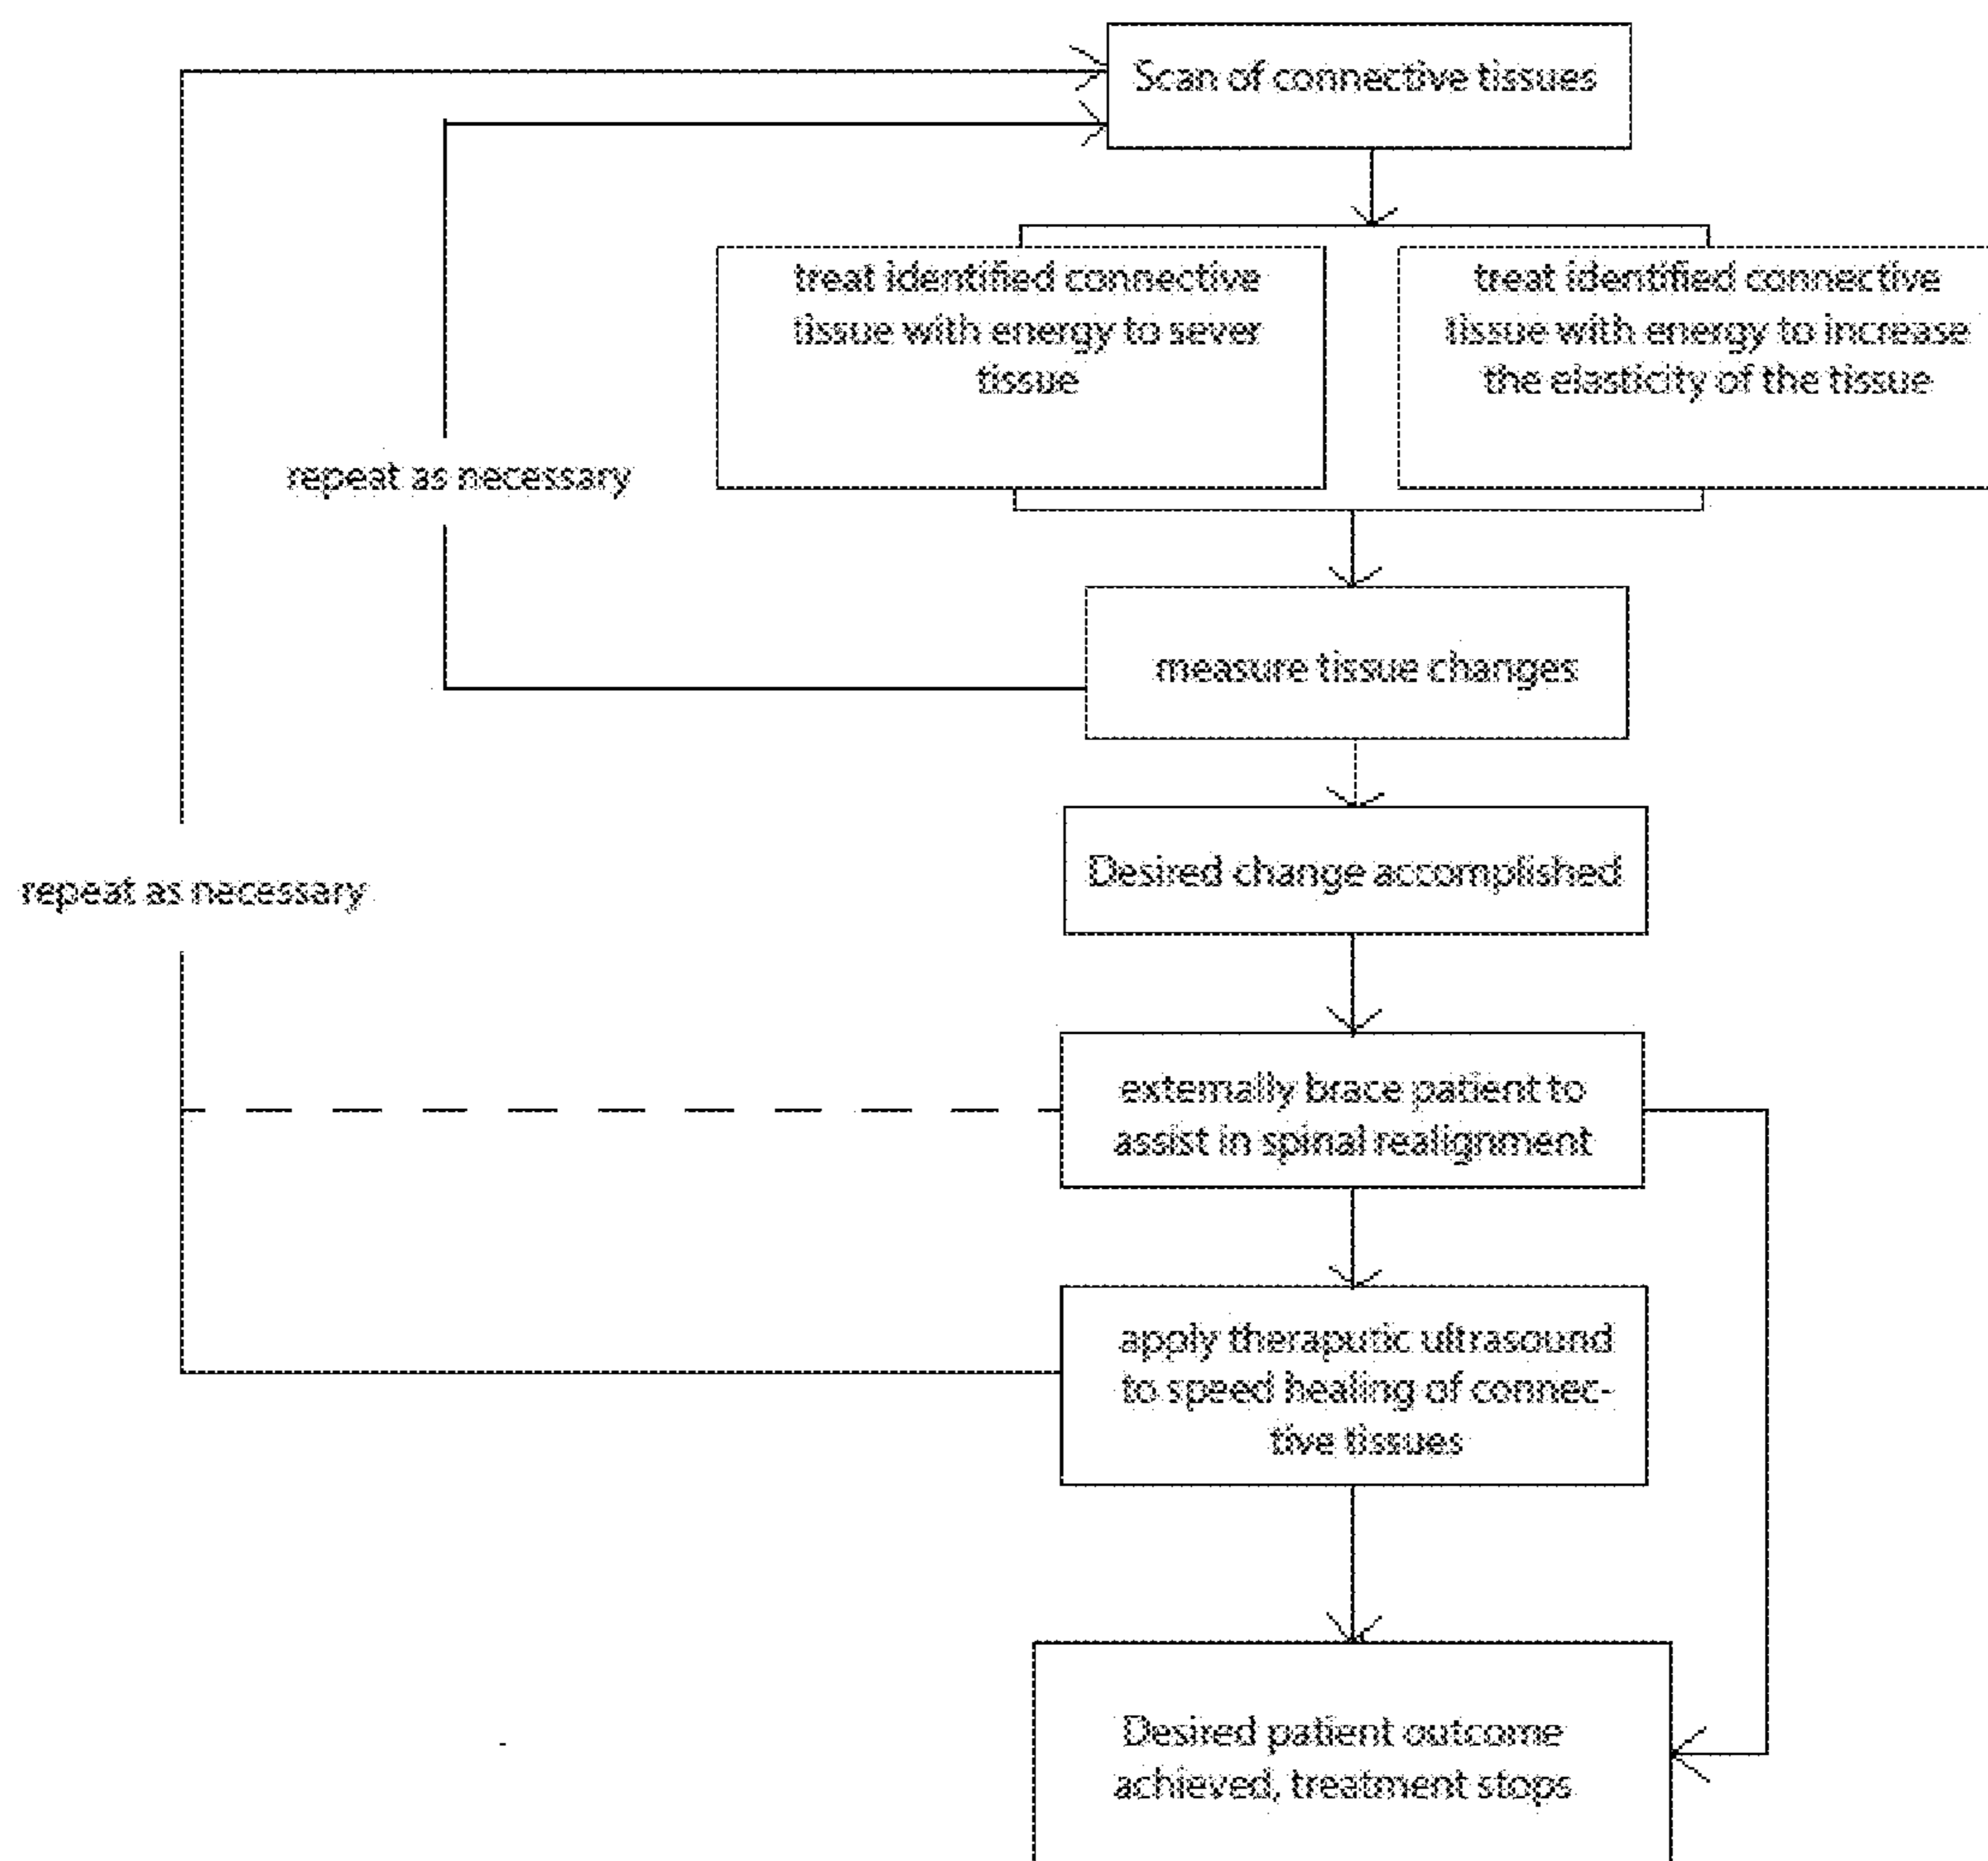 Scan of connective tissues
treat identified connective
tissue with energy to sever
tissue
treat identified connective
tissue with energy to increase
the elasticity of the tissue
repeat as necessary
measure tissue changes
Desired change accomplished
repeat as necessary
externally brace patient to
assist in spinal realignment
apply theraputic ultrasound
to speed healing of connec-
tive tissues
Desired patient outcome
achieved, treatment stops